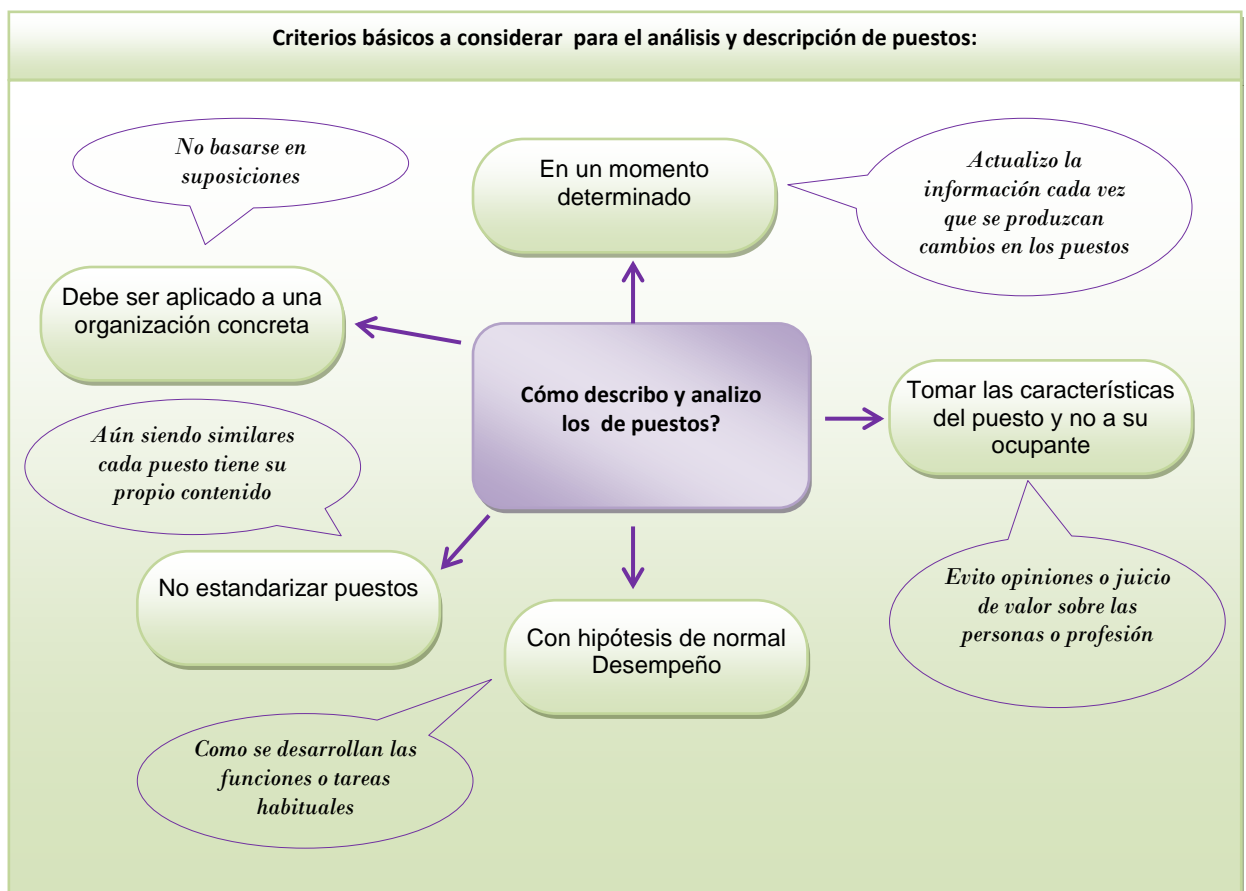 Criterios básicos a considerar  para el análisis y descripción de puestos:
No basarse en
suposiciones
En un momento
determinado
Actualizo la
información cada vez
que se produzcan
cambios en los puestos
Debe ser aplicado a una
organización concreta
Cómo describo y analizo
los  de puestos?
Tomar las características
del puesto y no a su
ocupante
Aún siendo similares
cada puesto tiene su
propio contenido
No estandarizar puestos
Con hipótesis de normal
Desempeño
Evito opiniones o juicio
de valor sobre las
personas o profesión
Como se desarrollan las
funciones o tareas
habituales